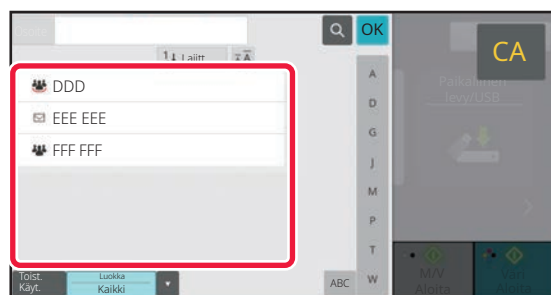 OK
CA
1 Lajitt.
DDD
EEE EEE
FFF FFF
A
D
G
J
M
P
T
W
Paikallinen
levy/USB
Toist.
Käyt.
Luokka
Kaikki
ABC
M/V
Aloita
Väri
Aloita